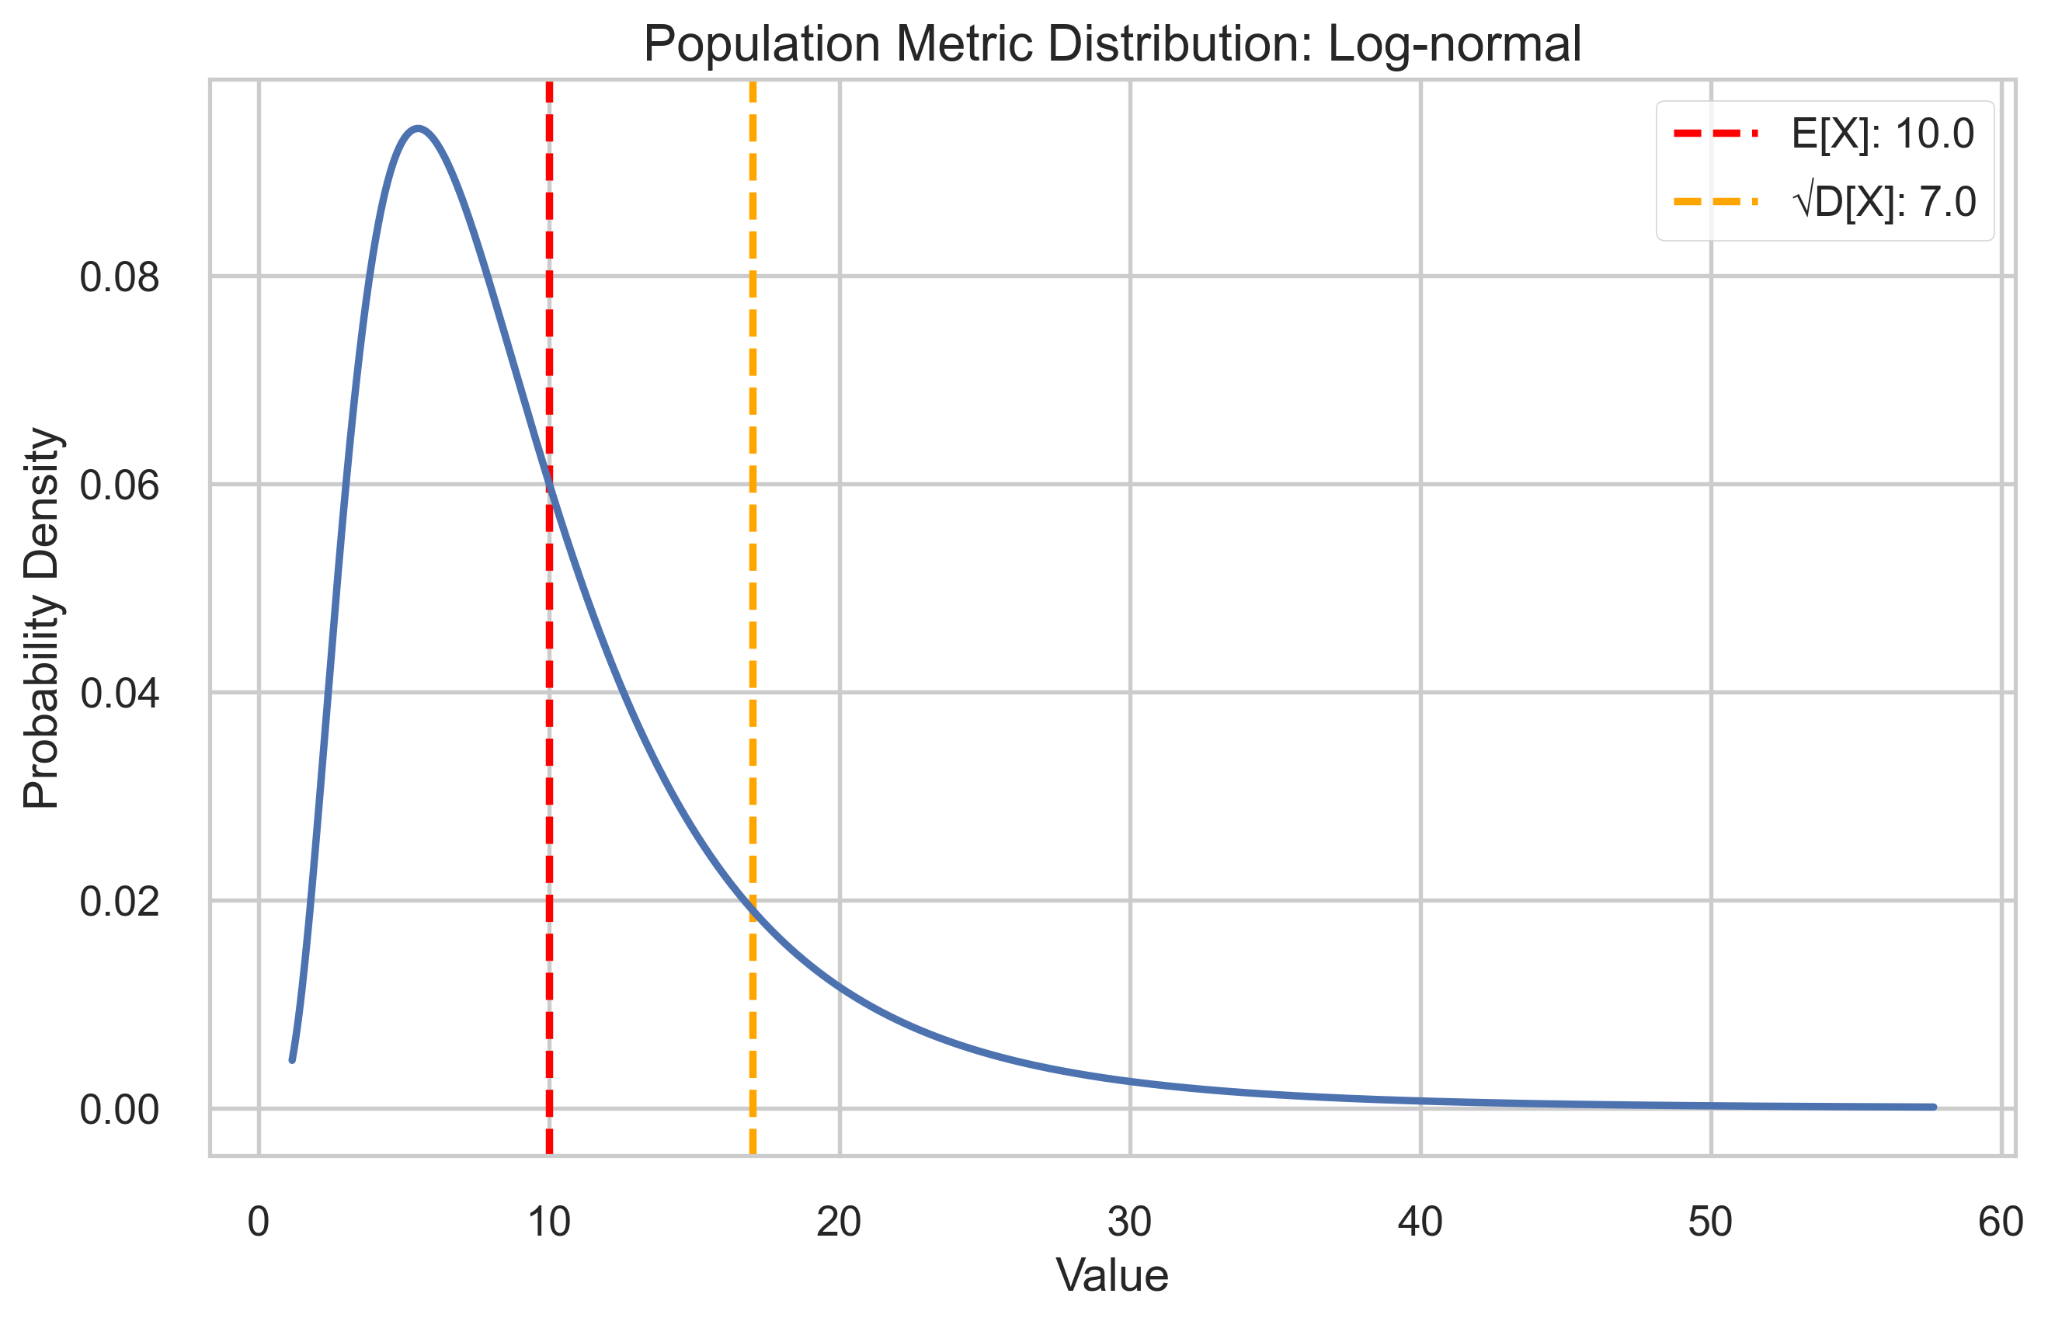 Population Metric Distribution: Log-normal
E[X]: 10.0
√D[X]: 7.0
Probability Density
0.08
0.06
0.04
0.02
0.00
0 10 20 30 40 50 60
Value